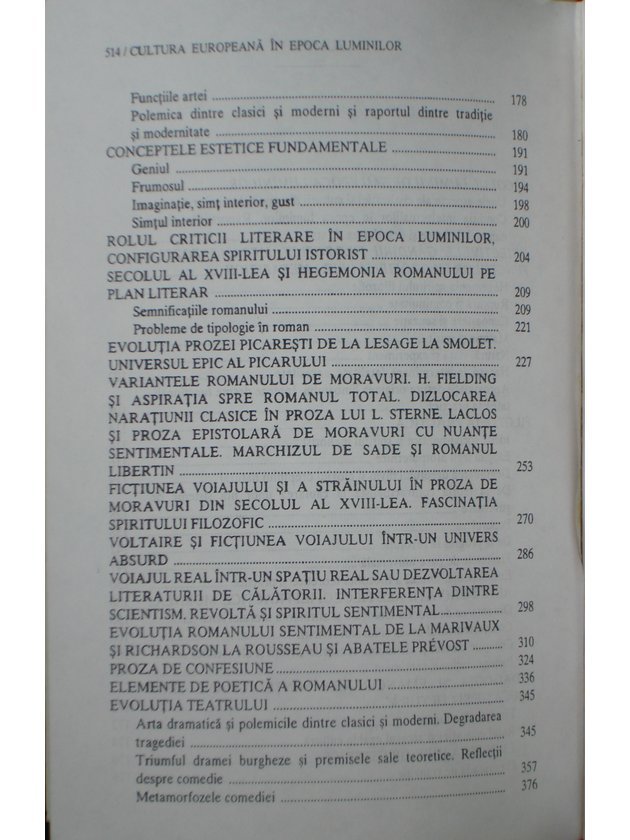 514 / CULTURA EUROPEANĂ ÎN EPOCA LUMINILOR
Funcțiile artei ........ 178
Polemica dintre clasici și moderni și raportul dintre tradiție
și modernitate ........ 180
CONCEPTELE ESTETICE FUNDAMENTALE ........ 191
Geniul ........ 191
Frumosul ........ 194
Imaginație, simț interior, gust ........ 198
Simțul interior ........ 200
ROLUL CRITICII LITERARE ÎN EPOCA LUMINILOR,
CONFIGURAREA SPIRITULUI ISTORIST ........ 204
SECOLUL AL XVIII-LEA ȘI HEGEMONIA ROMANULUI PE
PLAN LITERAR ........ 209
Semnificațiile romanului ........ 209
Probleme de tipologie în roman ........ 221
EVOLUȚIA PROZEI PICAREȘTI DE LA LESAGE LA SMOLET.
UNIVERSUL EPIC AL PICARULUI ........ 227
VARIANTELE ROMANULUI DE MORAVURI. H. FIELDING
ȘI ASPIRAȚIA SPRE ROMANUL TOTAL. DIZLOCAREA
NARAȚIUNII CLASICE ÎN PROZA LUI L. STERNE. LACLOS
ȘI PROZA EPISTOLARĂ DE MORAVURI CU NUANȚE
SENTIMENTALE. MARCHIZUL DE SADE ȘI ROMANUL
LIBERTIN ........ 253
FICȚIUNEA VOIAJULUI ȘI A STRĂINULUI ÎN PROZA DE
MORAVURI DIN SECOLUL AL XVIII-LEA. FASCINAȚIA
SPIRITULUI FILOZOFIC ........ 270
VOLTAIRE ȘI FICȚIUNEA VOIAJULUI ÎNTR-UN UNIVERS
ABSURD ........ 286
VOIAJUL REAL ÎNTR-UN SPAȚIU REAL SAU DEZVOLTAREA
LITERATURII DE CĂLĂTORII. INTERFERENȚA DINTRE
SCIENTISM. REVOLTĂ ȘI SPIRITUL SENTIMENTAL ........ 298
EVOLUȚIA ROMANULUI SENTIMENTAL DE LA MARIVAUX
ȘI RICHARDSON LA ROUSSEAU ȘI ABATELE PRÉVOST ........ 310
PROZA DE CONFESIUNE ........ 324
ELEMENTE DE POETICĂ A ROMANULUI ........ 336
EVOLUȚIA TEATRULUI ........ 345
Arta dramatică și polemicile dintre clasici și moderni. Degradarea
tragediei ........ 345
Triumful dramei burgheze și premisele sale teoretice. Reflecții
despre comedie ........ 357
Metamorfozele comediei ........ 376